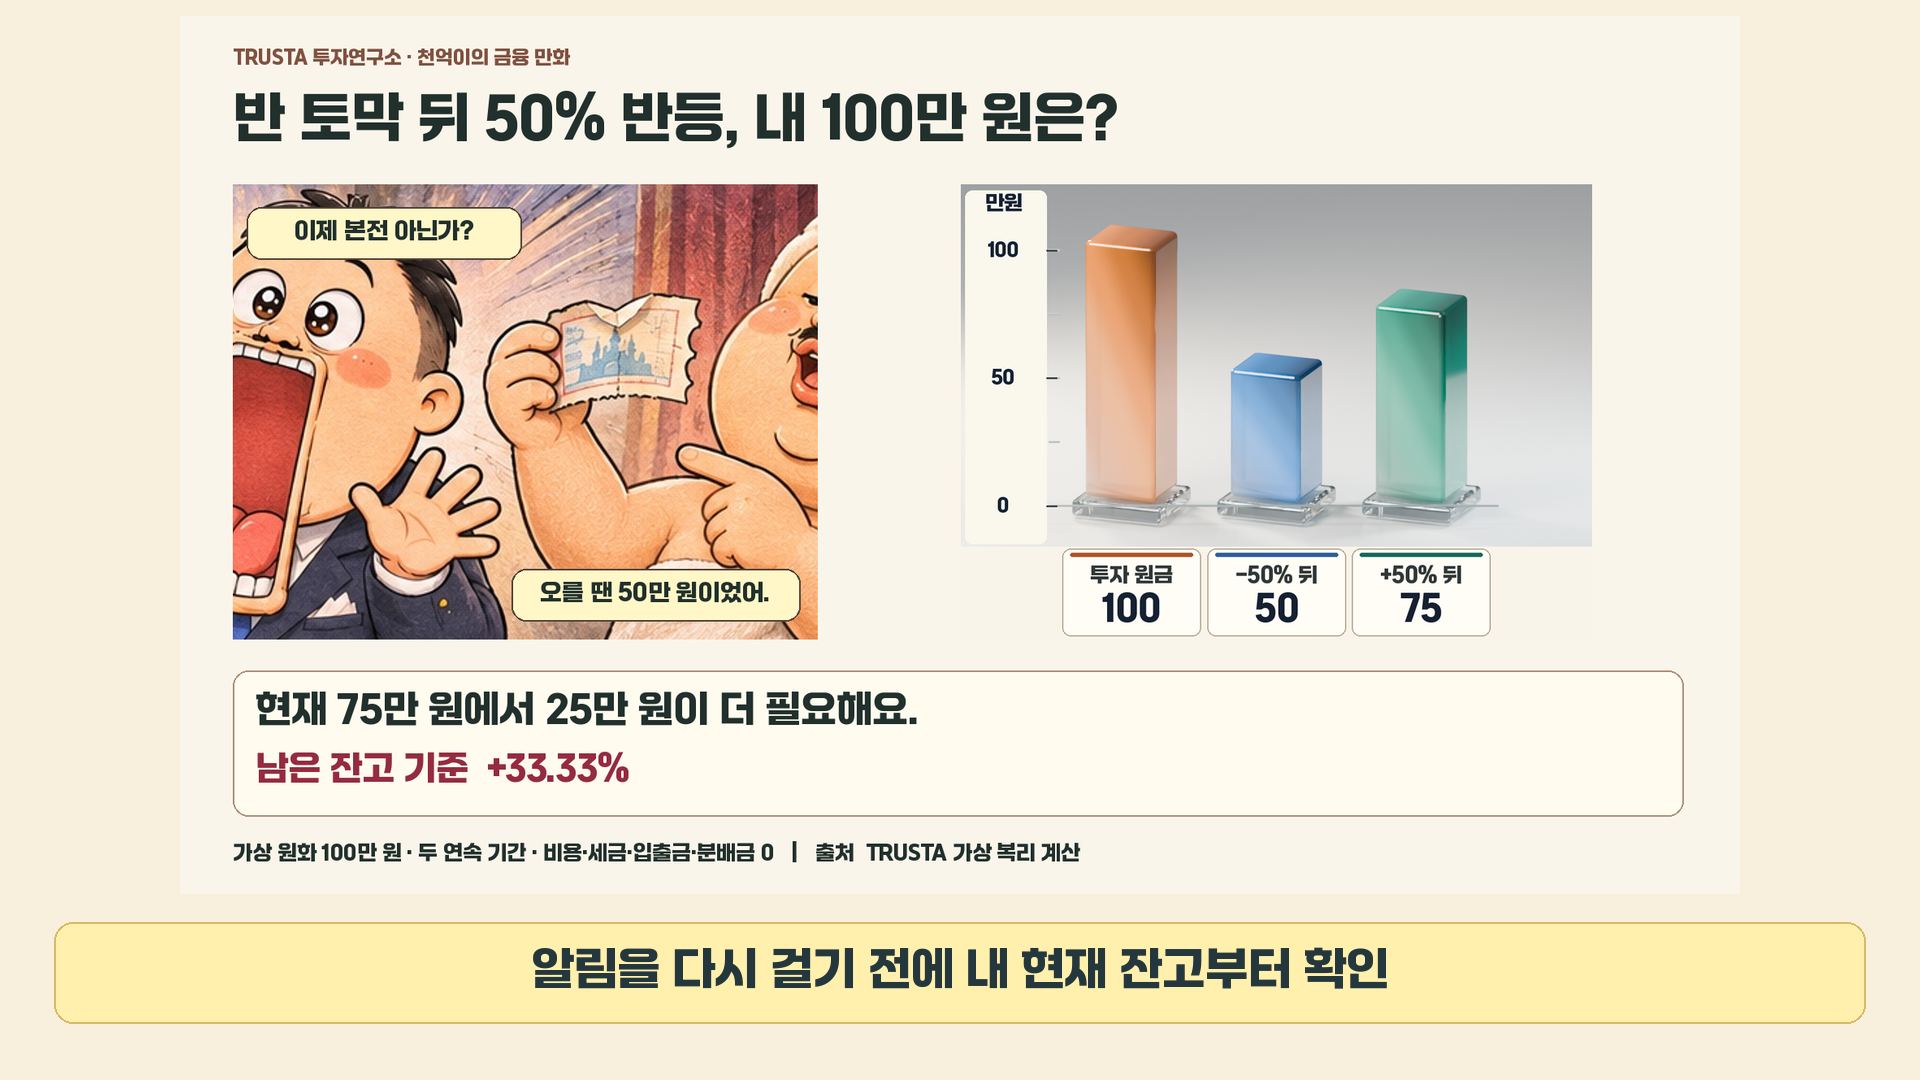 TRUSTA 투자연구소 · 천억이의 금융 만화
반 토막 뒤 50% 반등, 내 100만 원은?
이제 본전 아닌가?
오를 땐 50만 원이었어.
만원
100
50
0
투자 원금
100
-50% 뒤
50
+50% 뒤
75
현재 75만 원에서 25만 원이 더 필요해요.
남은 잔고 기준 +33.33%
가상 원화 100만 원 · 두 연속 기간 · 비용·세금·입출금·분배금 0 | 출처 TRUSTA 가상 복리 계산
알림을 다시 걸기 전에 내 현재 잔고부터 확인